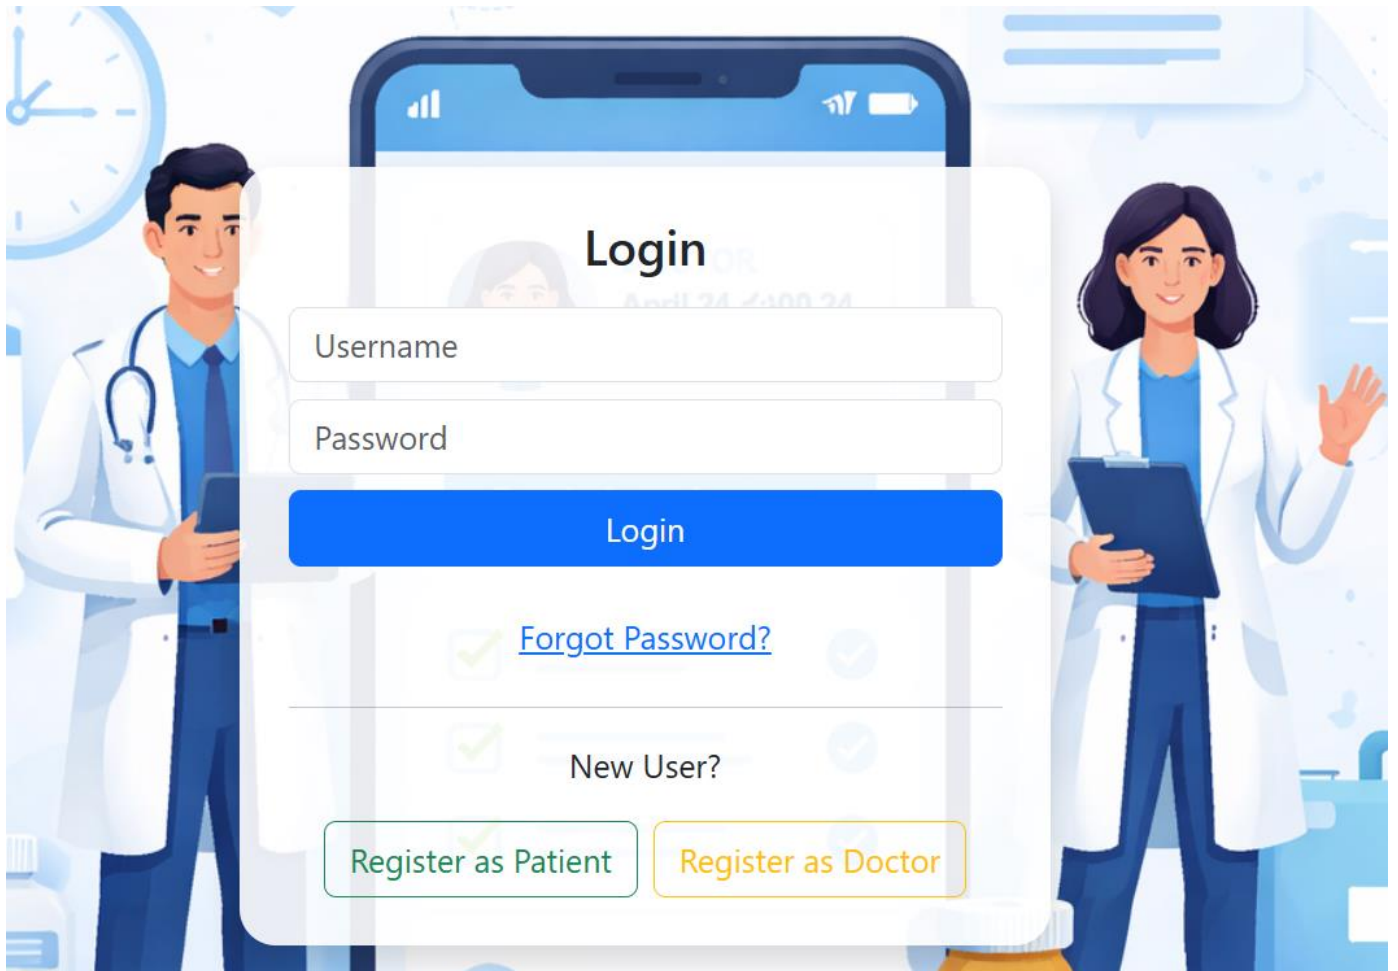 Login
Username
Password
Login
Forgot Password?
New User?
Register as Patient
Register as Doctor